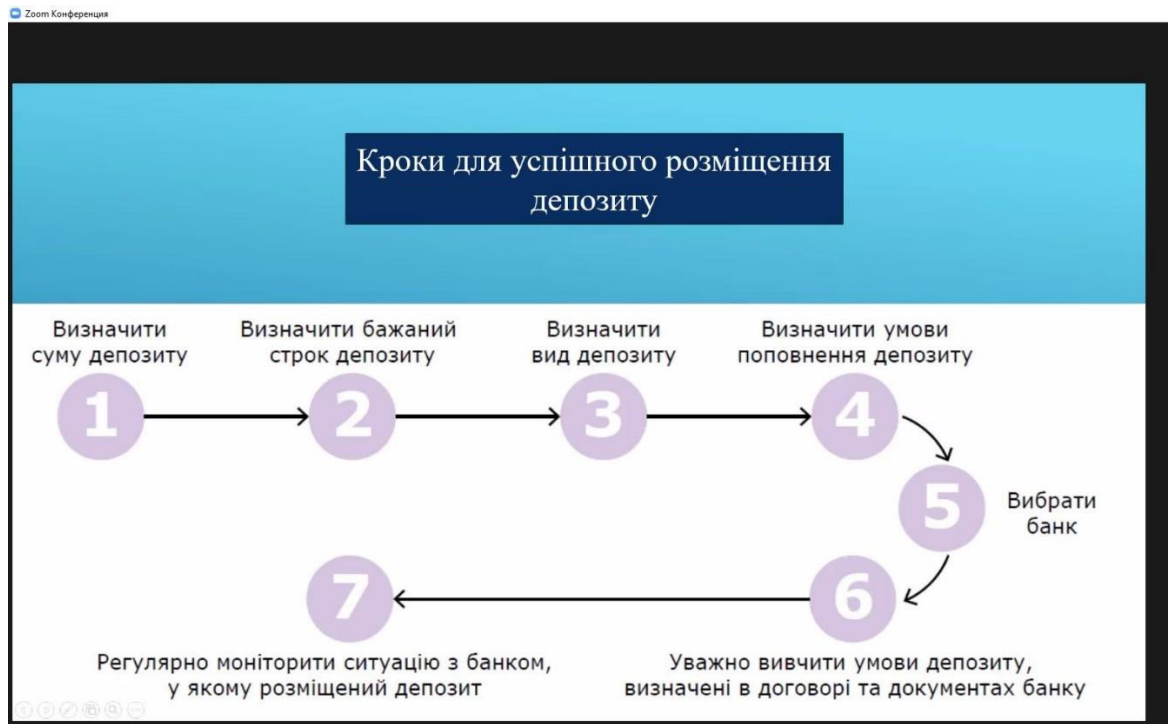 Zoom Конференция
Кроки для успішного розміщення
депозиту
Визначити
суму депозиту
Визначити бажаний
строк депозиту
Визначити
вид депозиту
Визначити умови
поповнення депозиту
1
2
3
4
5
Вибрати
банк
6
7
Уважно вивчити умови депозиту,
визначені в договорі та документах банку
Регулярно моніторити ситуацію з банком,
у якому розміщений депозит